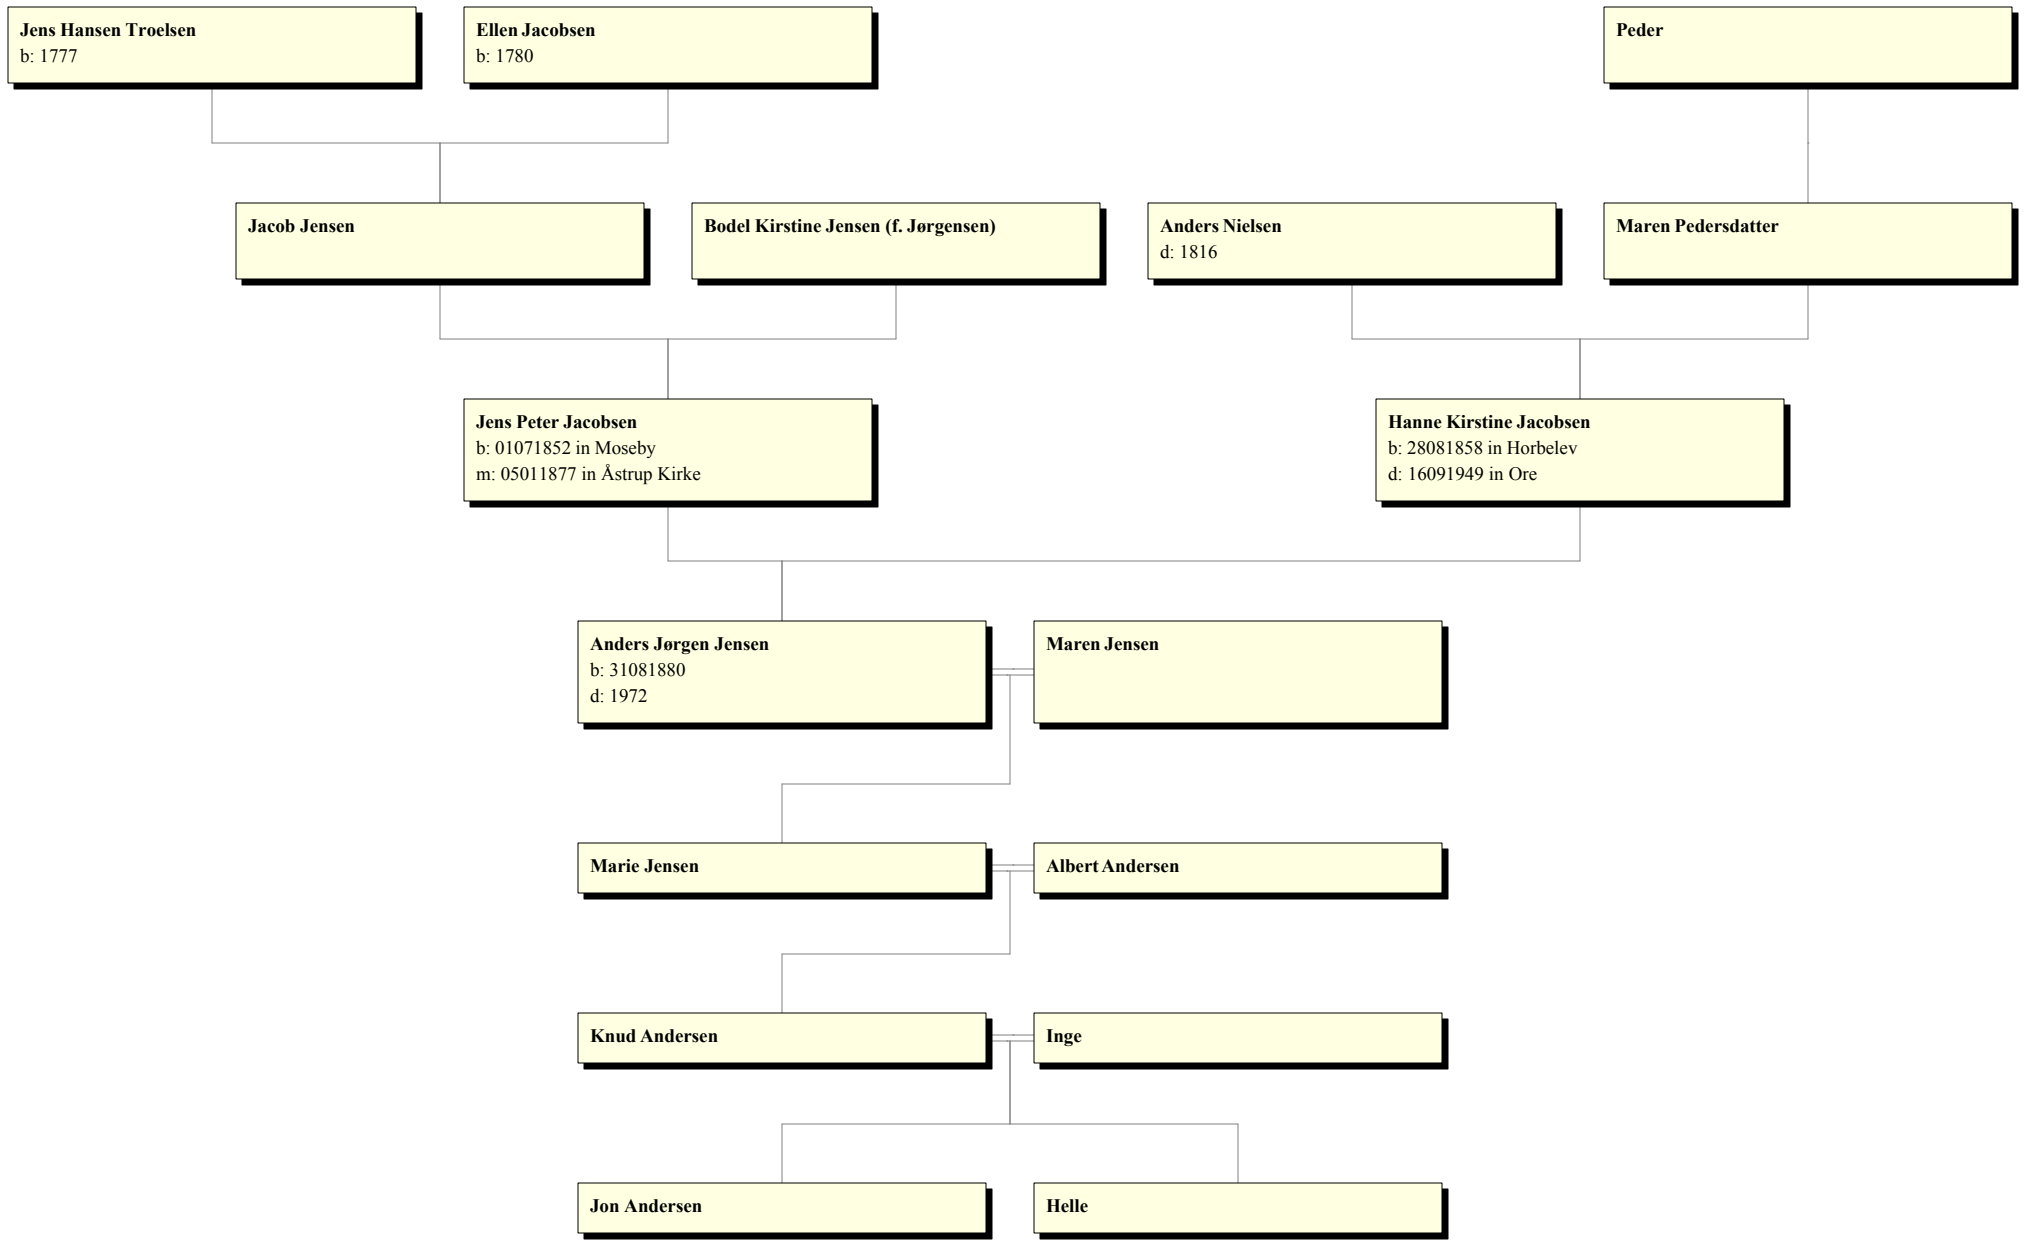 Jens Hansen Troelsen
b: 1777
Ellen Jacobsen
b: 1780
Peder
Jacob Jensen
Bodel Kirstine Jensen (f. Jørgensen)
Anders Nielsen
d: 1816
Maren Pedersdatter
Jens Peter Jacobsen
b: 01071852 in Moseby
m: 05011877 in Åstrup Kirke
Hanne Kirstine Jacobsen
b: 28081858 in Horbelev
d: 16091949 in Ore
Anders Jørgen Jensen
b: 31081880
d: 1972
Maren Jensen
Marie Jensen
Albert Andersen
Knud Andersen
Inge
Jon Andersen
Helle